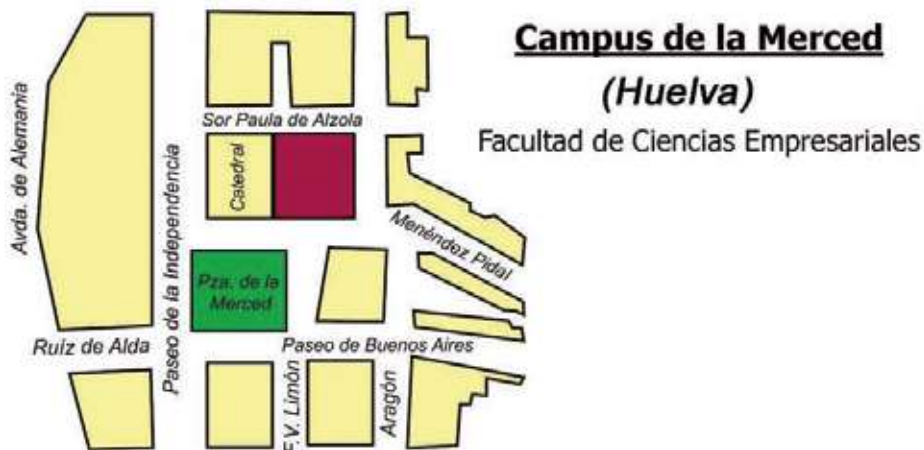 Campus de la Merced
(Huelva)
Facultad de Ciencias Empresariales
Avda. de Alemania
Sor Paula de Alzola
Paseo de la Independencia
Catedral
Menéndez Pidal
Pza. de la
Merced
Ruíz de Alda
Paseo de Buenos Aires
F.V. Limón
Aragón